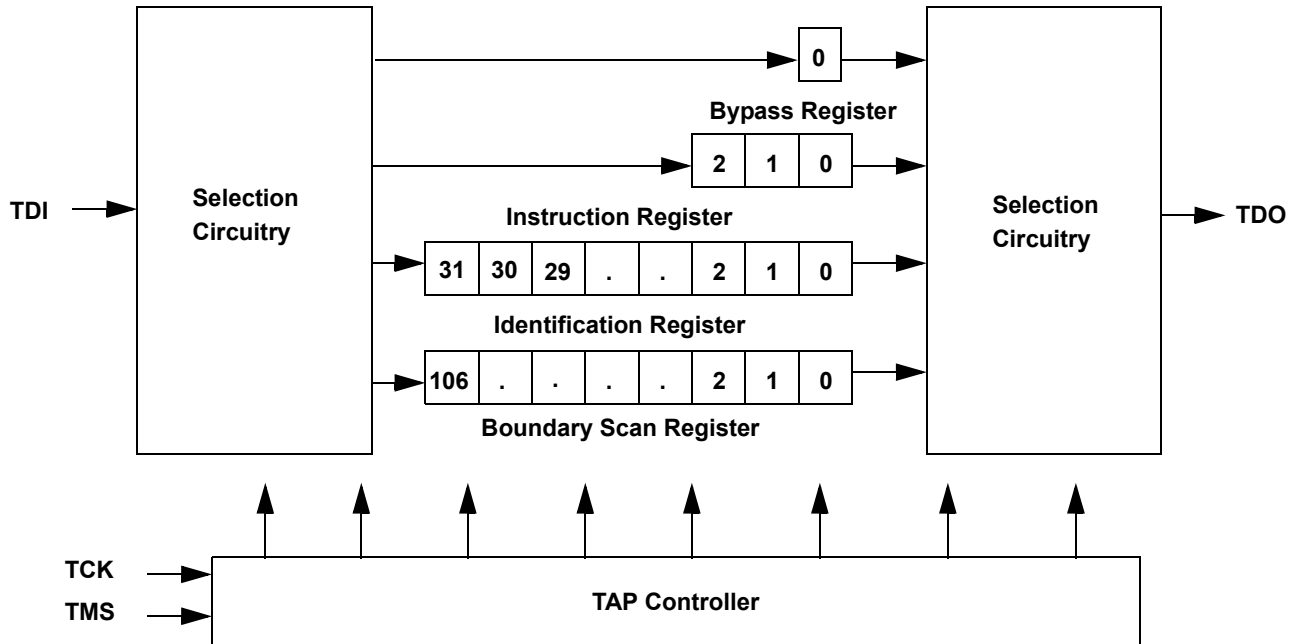 0
Bypass Register
2 1 0
TDI
Selection
Circuitry
Selection
Circuitry
TDO
Instruction Register
31 30 29 . . 2 1 0
Identification Register
106 . . . . 2 1 0
Boundary Scan Register
TCK
TMS
TAP Controller